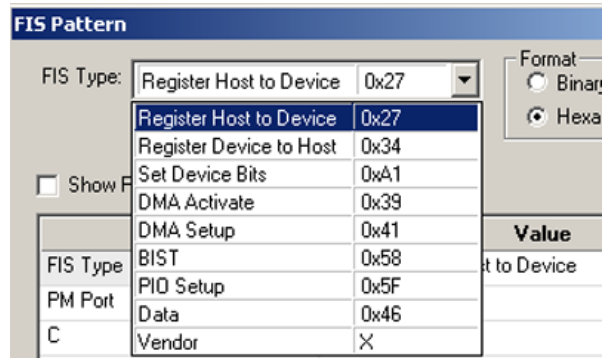 FIS Pattern
FIS Type: Register Host to Device 0x27
Format
Binary
Hexa
Register Host to Device 0x27
Register Device to Host 0x34
Set Device Bits 0xA1
Show F
DMA Activate 0x39
DMA Setup 0x41
Value
BIST 0x58
FIS Type
t to Device
PIO Setup 0x5F
PM Port
Data 0x46
C
Vendor X